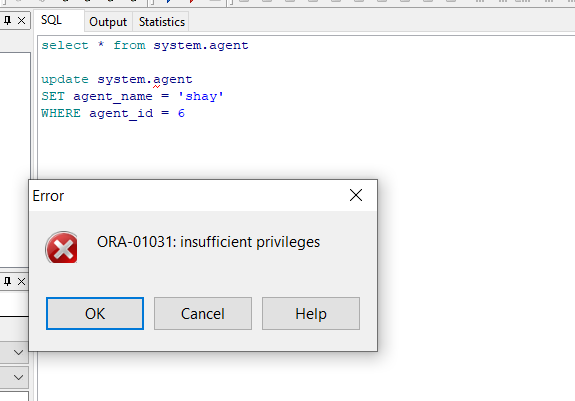 SQL Output Statistics
select * from system.agent
update system.agent
SET agent_name = 'shay'
WHERE agent_id = 6
Error
ORA-01031: insufficient privileges
OK Cancel Help